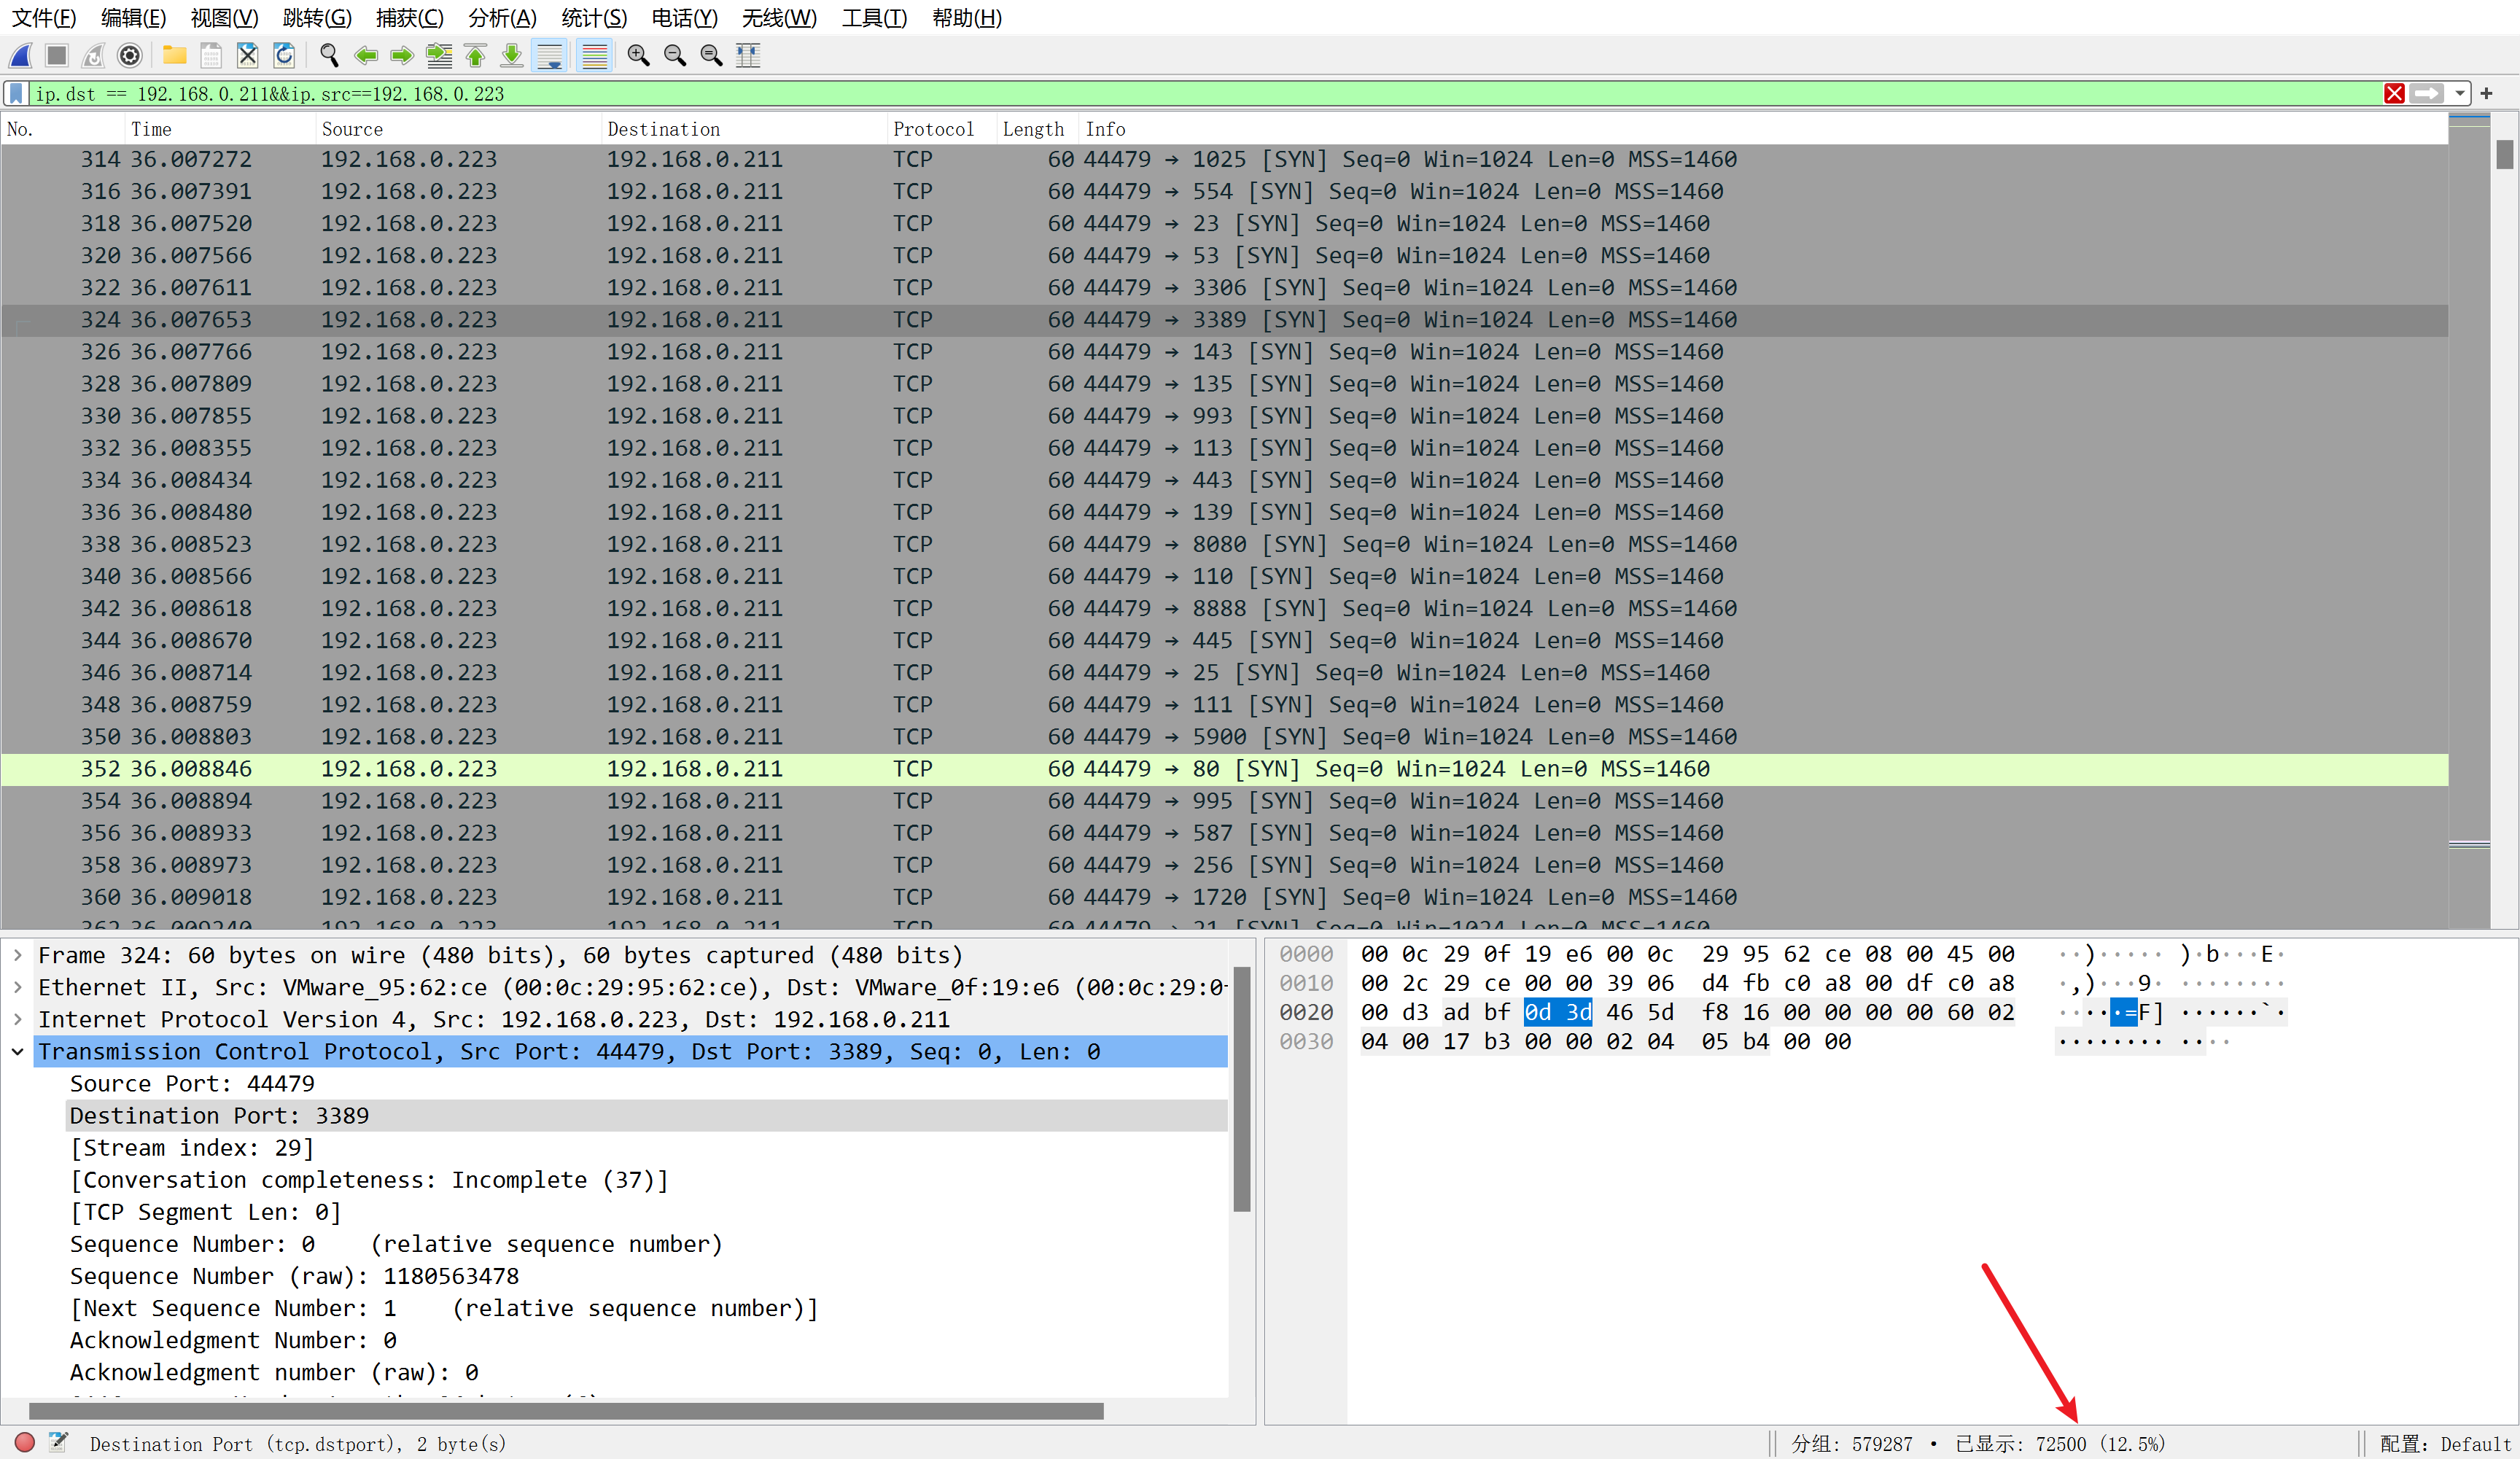 文件(F) 编辑(E) 视图(V) 跳转(G) 捕获(C) 分析(A) 统计(S) 电话(Y) 无线(W) 工具(T) 帮助(H)
ip.dst == 192.168.0.211&&ip.src==192.168.0.223
No. Time Source Destination Protocol Length Info
314 36.007272 192.168.0.223 192.168.0.211 TCP 60 44479 → 1025 [SYN] Seq=0 Win=1024 Len=0 MSS=1460
316 36.007391 192.168.0.223 192.168.0.211 TCP 60 44479 → 554 [SYN] Seq=0 Win=1024 Len=0 MSS=1460
318 36.007520 192.168.0.223 192.168.0.211 TCP 60 44479 → 23 [SYN] Seq=0 Win=1024 Len=0 MSS=1460
320 36.007566 192.168.0.223 192.168.0.211 TCP 60 44479 → 53 [SYN] Seq=0 Win=1024 Len=0 MSS=1460
322 36.007611 192.168.0.223 192.168.0.211 TCP 60 44479 → 3306 [SYN] Seq=0 Win=1024 Len=0 MSS=1460
324 36.007653 192.168.0.223 192.168.0.211 TCP 60 44479 → 3389 [SYN] Seq=0 Win=1024 Len=0 MSS=1460
326 36.007766 192.168.0.223 192.168.0.211 TCP 60 44479 → 143 [SYN] Seq=0 Win=1024 Len=0 MSS=1460
328 36.007809 192.168.0.223 192.168.0.211 TCP 60 44479 → 135 [SYN] Seq=0 Win=1024 Len=0 MSS=1460
330 36.007855 192.168.0.223 192.168.0.211 TCP 60 44479 → 993 [SYN] Seq=0 Win=1024 Len=0 MSS=1460
332 36.008355 192.168.0.223 192.168.0.211 TCP 60 44479 → 113 [SYN] Seq=0 Win=1024 Len=0 MSS=1460
334 36.008434 192.168.0.223 192.168.0.211 TCP 60 44479 → 443 [SYN] Seq=0 Win=1024 Len=0 MSS=1460
336 36.008480 192.168.0.223 192.168.0.211 TCP 60 44479 → 139 [SYN] Seq=0 Win=1024 Len=0 MSS=1460
338 36.008523 192.168.0.223 192.168.0.211 TCP 60 44479 → 8080 [SYN] Seq=0 Win=1024 Len=0 MSS=1460
340 36.008566 192.168.0.223 192.168.0.211 TCP 60 44479 → 110 [SYN] Seq=0 Win=1024 Len=0 MSS=1460
342 36.008618 192.168.0.223 192.168.0.211 TCP 60 44479 → 8888 [SYN] Seq=0 Win=1024 Len=0 MSS=1460
344 36.008670 192.168.0.223 192.168.0.211 TCP 60 44479 → 445 [SYN] Seq=0 Win=1024 Len=0 MSS=1460
346 36.008714 192.168.0.223 192.168.0.211 TCP 60 44479 → 25 [SYN] Seq=0 Win=1024 Len=0 MSS=1460
348 36.008759 192.168.0.223 192.168.0.211 TCP 60 44479 → 111 [SYN] Seq=0 Win=1024 Len=0 MSS=1460
350 36.008803 192.168.0.223 192.168.0.211 TCP 60 44479 → 5900 [SYN] Seq=0 Win=1024 Len=0 MSS=1460
352 36.008846 192.168.0.223 192.168.0.211 TCP 60 44479 → 80 [SYN] Seq=0 Win=1024 Len=0 MSS=1460
354 36.008894 192.168.0.223 192.168.0.211 TCP 60 44479 → 995 [SYN] Seq=0 Win=1024 Len=0 MSS=1460
356 36.008933 192.168.0.223 192.168.0.211 TCP 60 44479 → 587 [SYN] Seq=0 Win=1024 Len=0 MSS=1460
358 36.008973 192.168.0.223 192.168.0.211 TCP 60 44479 → 256 [SYN] Seq=0 Win=1024 Len=0 MSS=1460
360 36.009018 192.168.0.223 192.168.0.211 TCP 60 44479 → 1720 [SYN] Seq=0 Win=1024 Len=0 MSS=1460
362 36.009240 192.168.0.223 192.168.0.211 TCP 60 44479 → 21 [SYN] Seq=0 Win=1024 Len=0 MSS=1460
Frame 324: 60 bytes on wire (480 bits), 60 bytes captured (480 bits)
Ethernet II, Src: VMware_95:62:ce (00:0c:29:95:62:ce), Dst: VMware_0f:19:e6 (00:0c:29:0
Internet Protocol Version 4, Src: 192.168.0.223, Dst: 192.168.0.211
Transmission Control Protocol, Src Port: 44479, Dst Port: 3389, Seq: 0, Len: 0
Source Port: 44479
Destination Port: 3389
[Stream index: 29]
[Conversation completeness: Incomplete (37)]
[TCP Segment Len: 0]
Sequence Number: 0 (relative sequence number)
Sequence Number (raw): 1180563478
[Next Sequence Number: 1 (relative sequence number)]
Acknowledgment Number: 0
Acknowledgment number (raw): 0
0000 00 0c 29 0f 19 e6 00 0c 29 95 62 ce 08 00 45 00 ··)····· )·b···E·
0010 00 2c 29 ce 00 00 39 06 d4 fb c0 a8 00 df c0 a8 ·,)···9· ········
0020 00 d3 ad bf 0d 3d 46 5d f8 16 00 00 00 00 60 02 ·····=F] ······`·
0030 04 00 17 b3 00 00 02 04 05 b4 00 00 ········ ····
Destination Port (tcp.dstport), 2 byte(s) 分组: 579287 · 已显示: 72500 (12.5%) 配置: Default